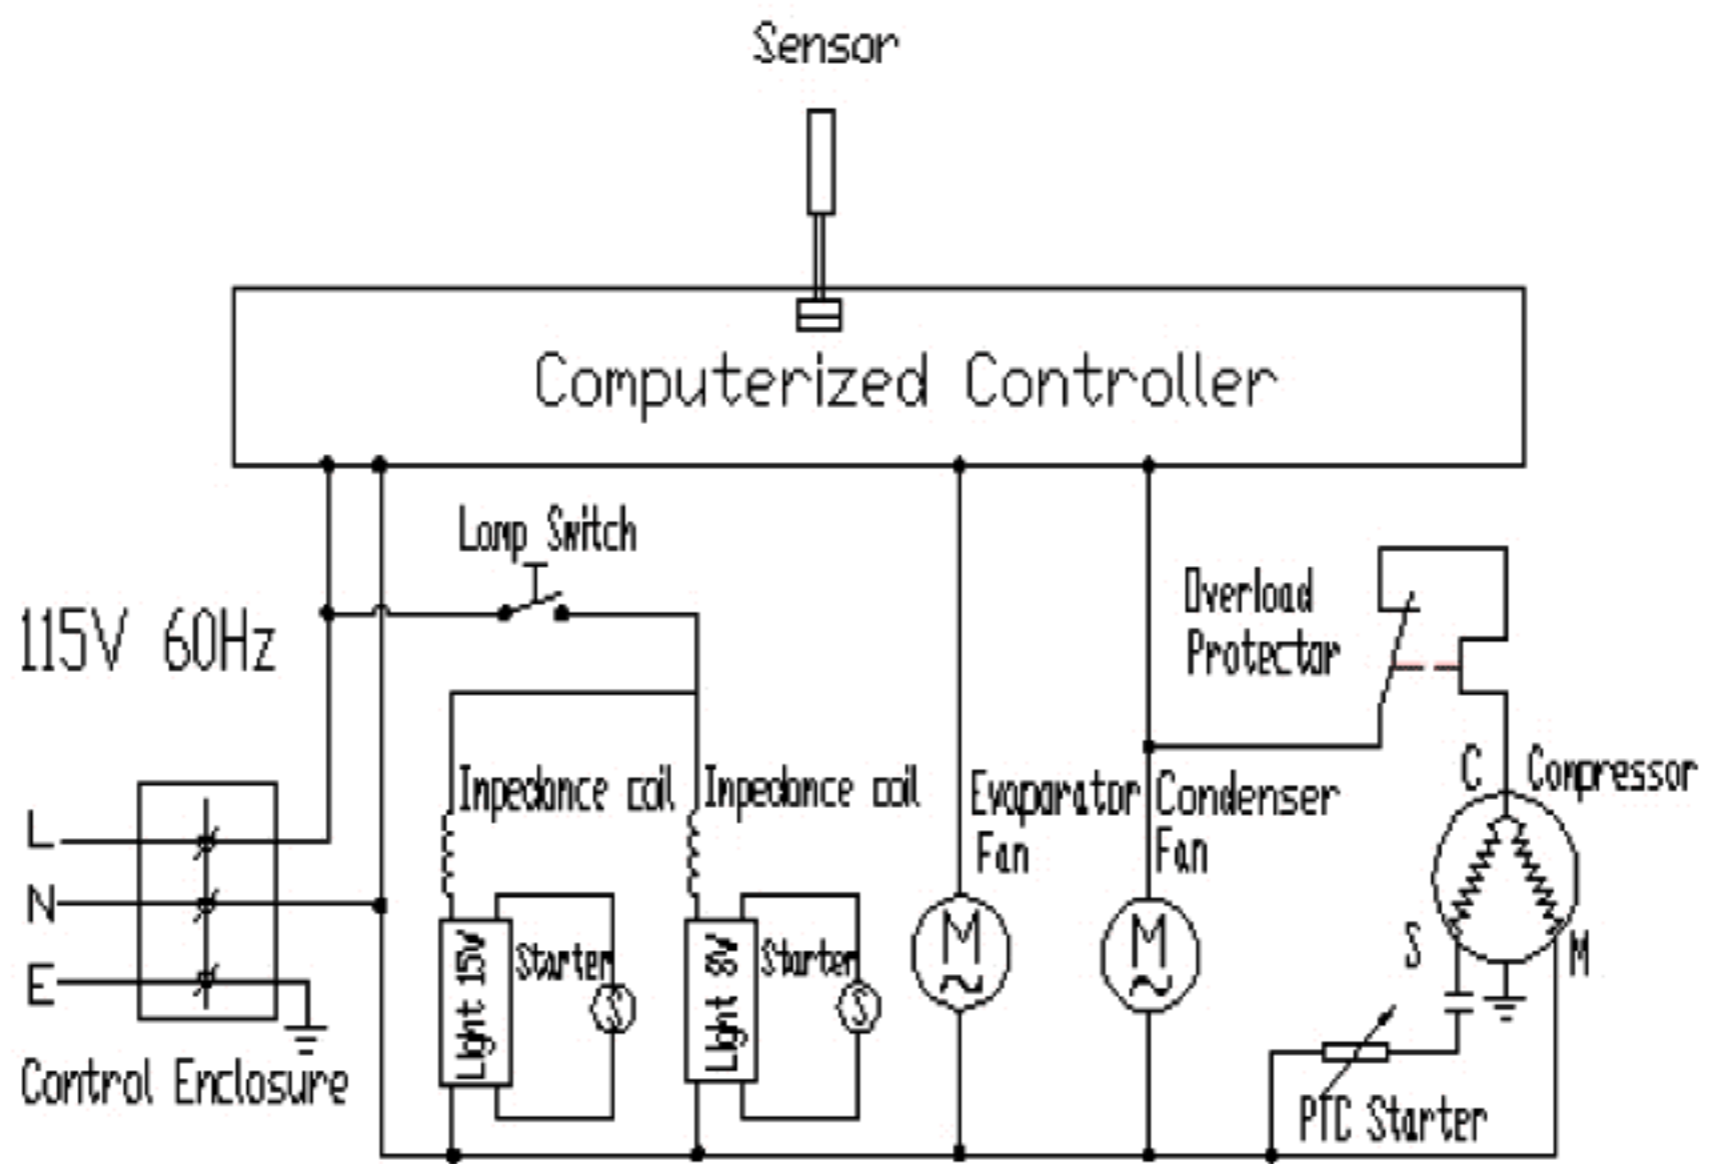 Sensor
Computerized Controller
Lamp Switch
115V 60Hz
Overload
Protector
C Compressor
Impedance coil
Impedance coil
Evaporator
Fan
Condenser
Fan
L
N
E
M
M
S
M
Light 15W
Starter
S
Light 8W
Starter
S
Control Enclosure
PTC Starter